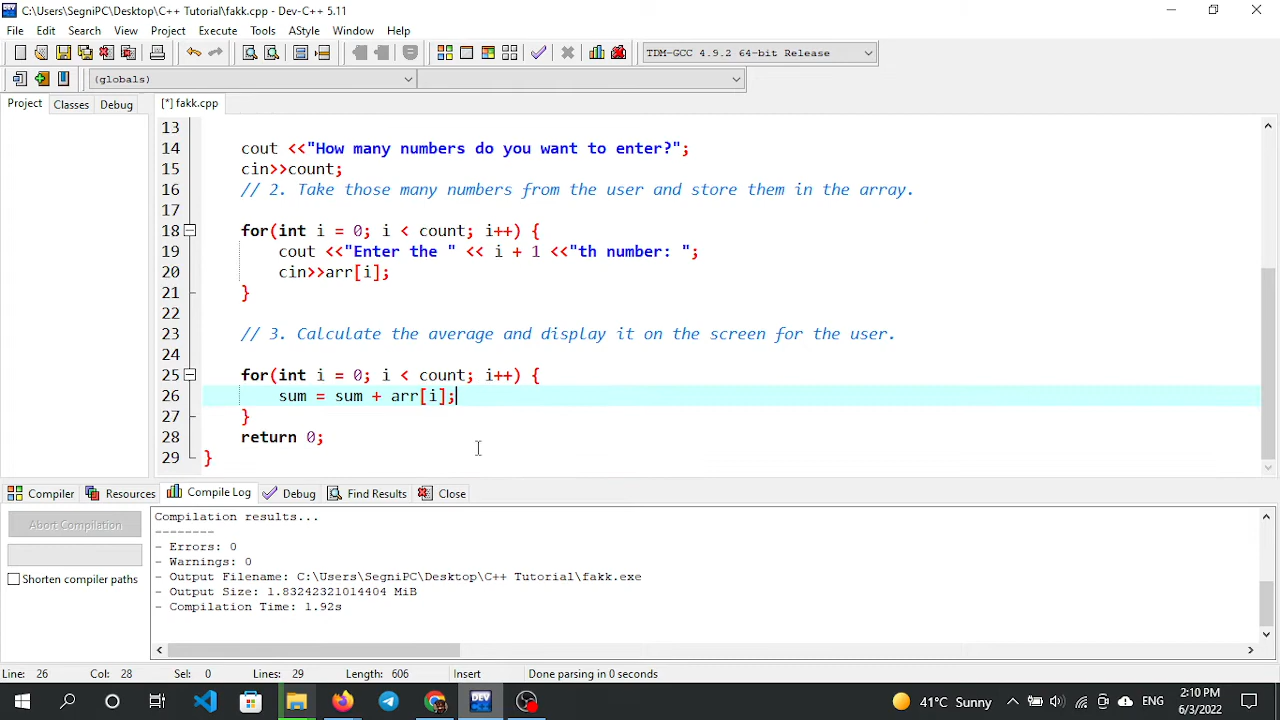 C:\Users\SegniPC\Desktop\C++ Tutorial\fakk.cpp - Dev-C++ 5.11
File Edit Search View Project Execute Tools AStyle Window Help
TDM-GCC 4.9.2 64-bit Release
(globals)
Project Classes Debug [*] fakk.cpp
13
14 cout <<"How many numbers do you want to enter?";
15 cin>>count;
16 // 2. Take those many numbers from the user and store them in the array.
17
18 for(int i = 0; i < count; i++) {
19 cout <<"Enter the " << i + 1 <<"th number: ";
20 cin>>arr[i];
21 }
22
23 // 3. Calculate the average and display it on the screen for the user.
24
25 for(int i = 0; i < count; i++) {
26 sum = sum + arr[i];
27 }
28 return 0;
29 }
Compiler Resources Compile Log Debug Find Results Close
Abort Compilation
Shorten compiler paths
Compilation results...
--------
- Errors: 0
- Warnings: 0
- Output Filename: C:\Users\SegniPC\Desktop\C++ Tutorial\fakk.exe
- Output Size: 1.83242321014404 MiB
- Compilation Time: 1.92s
Line: 26 Col: 28 Sel: 0 Lines: 29 Length: 606 Insert Done parsing in 0 seconds
DEV
41°C Sunny
ENG
2:10 PM
6/3/2022